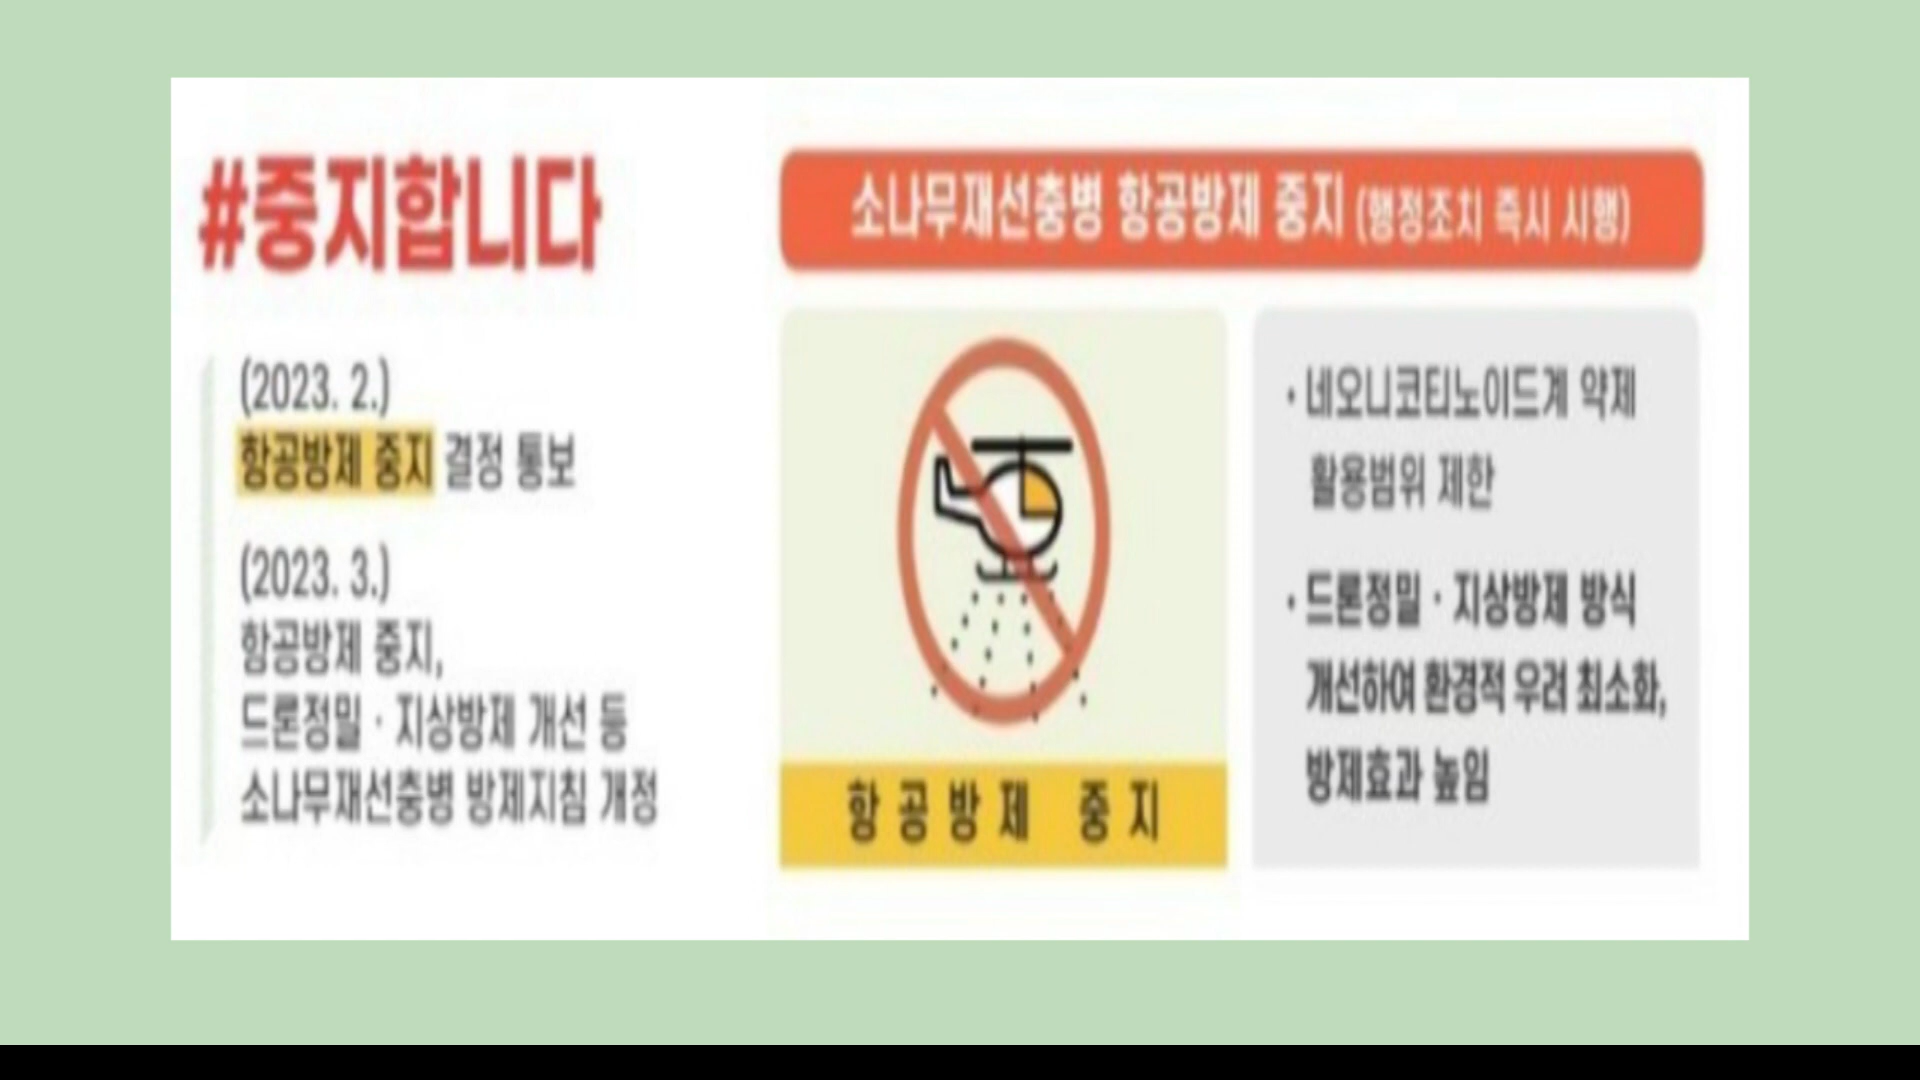 #중지합니다
(2023. 2.)
항공방제 중지 결정 통보
(2023. 3.)
항공방제 중지,
드론정밀 · 지상방제 개선 등
소나무재선충병 방제지침 개정
소나무재선충병 항공방제 중지 (행정조치 즉시 시행)
항공방제 중지
· 네오니코티노이드계 약제
활용범위 제한
· 드론정밀 · 지상방제 방식
개선하여 환경적 우려 최소화,
방제효과 높임